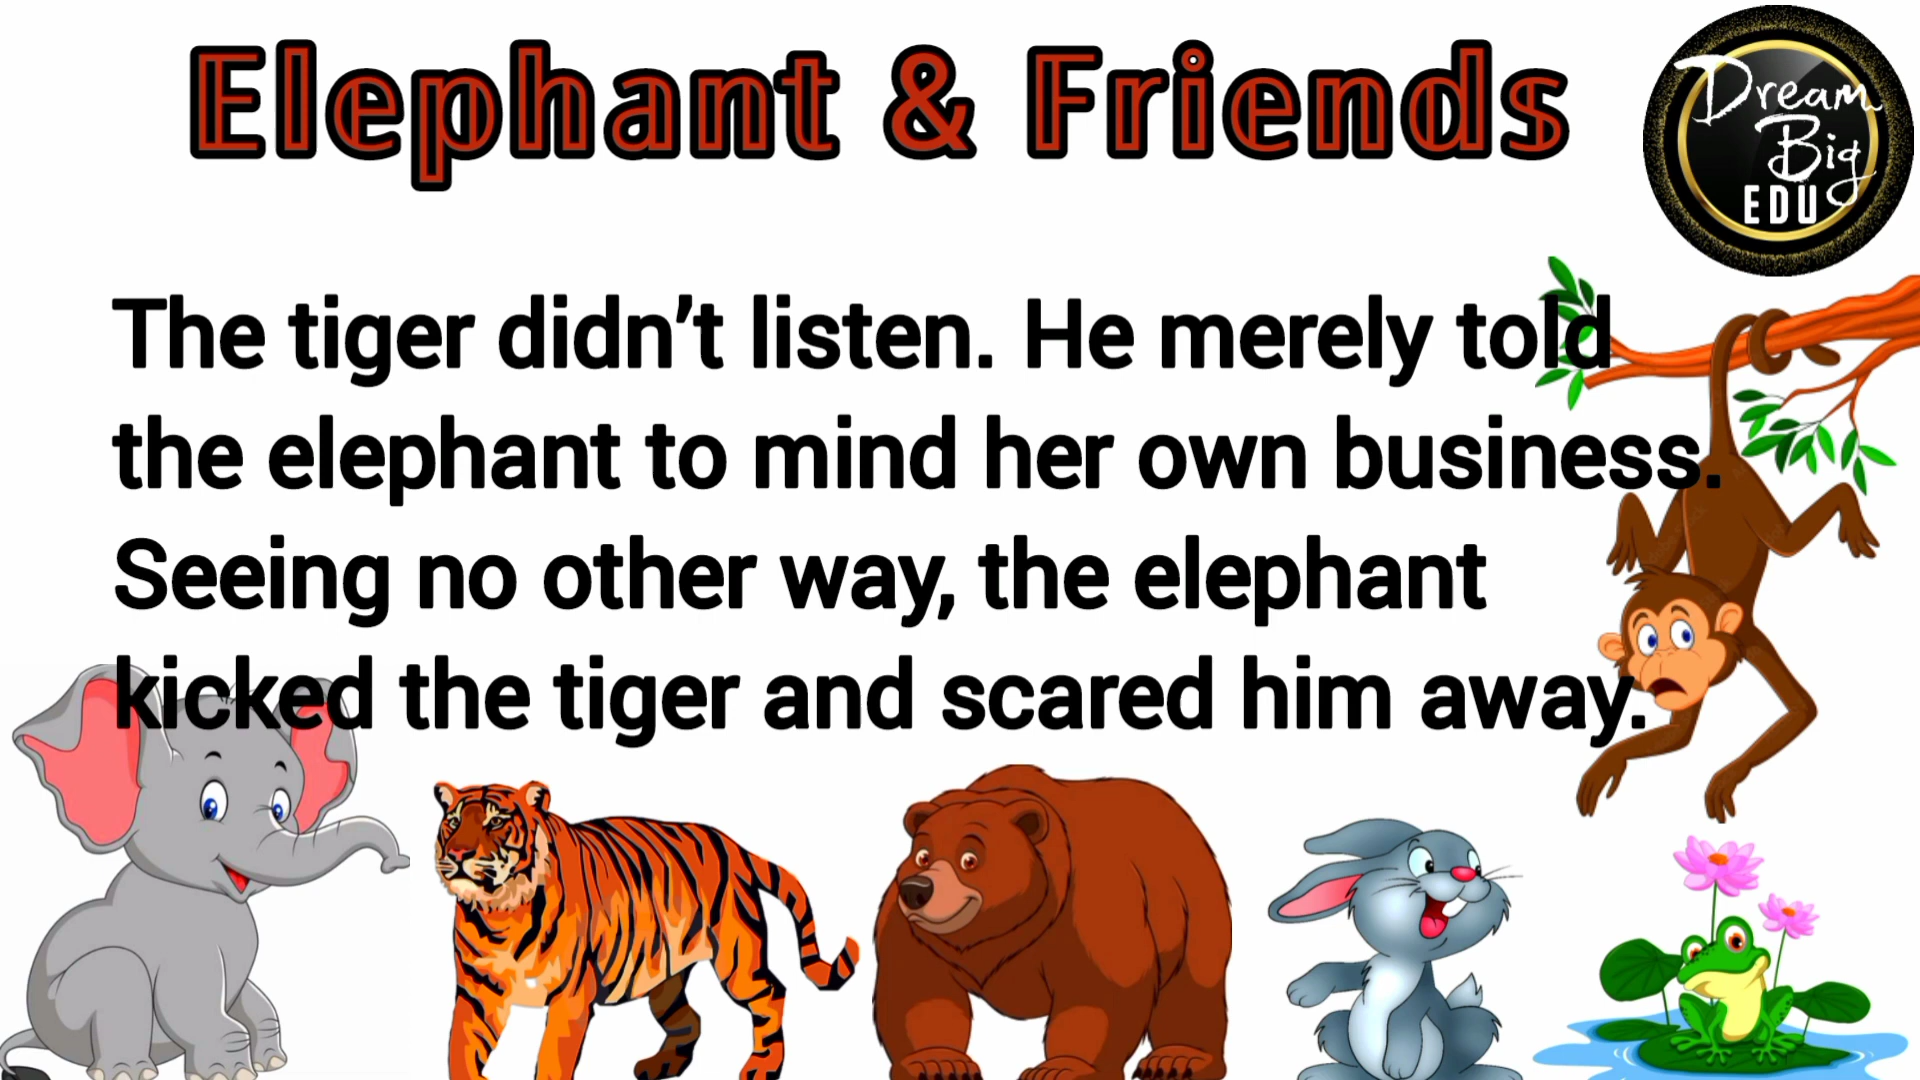 Elephant & Friends
Dream
Big
EDU
The tiger didn’t listen. He merely told
the elephant to mind her own business.
Seeing no other way, the elephant
kicked the tiger and scared him away.